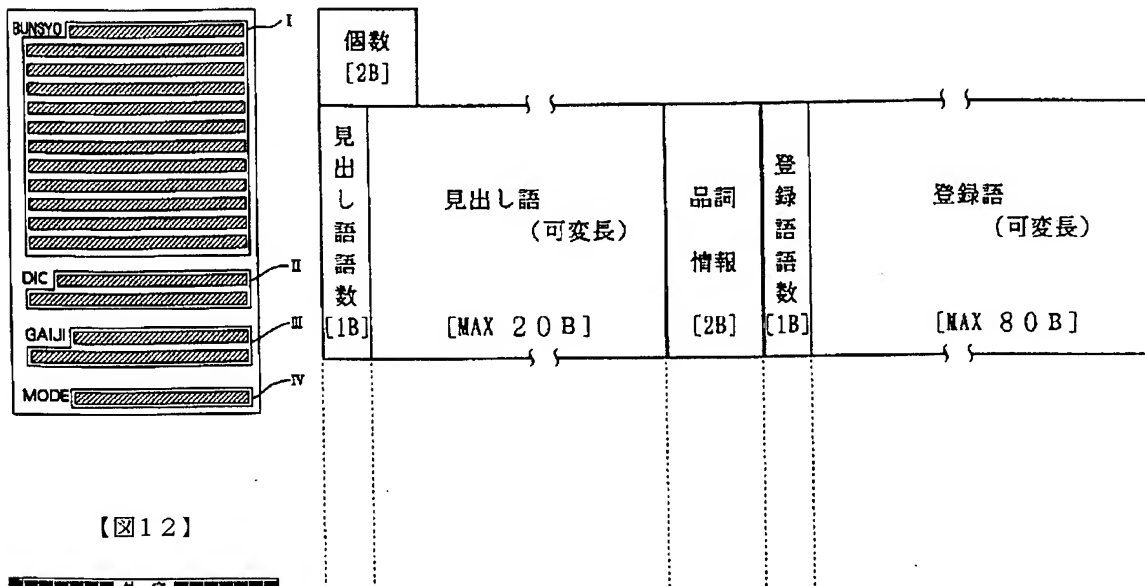 BUNSYO
I
DIC
II
GAIJI
III
MODE
IV
個数
[2B]
見出し語語数
[1B]
見出し語
(可変長)
[MAX 20B]
品詞
情報
[2B]
登録語語数
[1B]
登録語
(可変長)
[MAX 80B]
【図12】